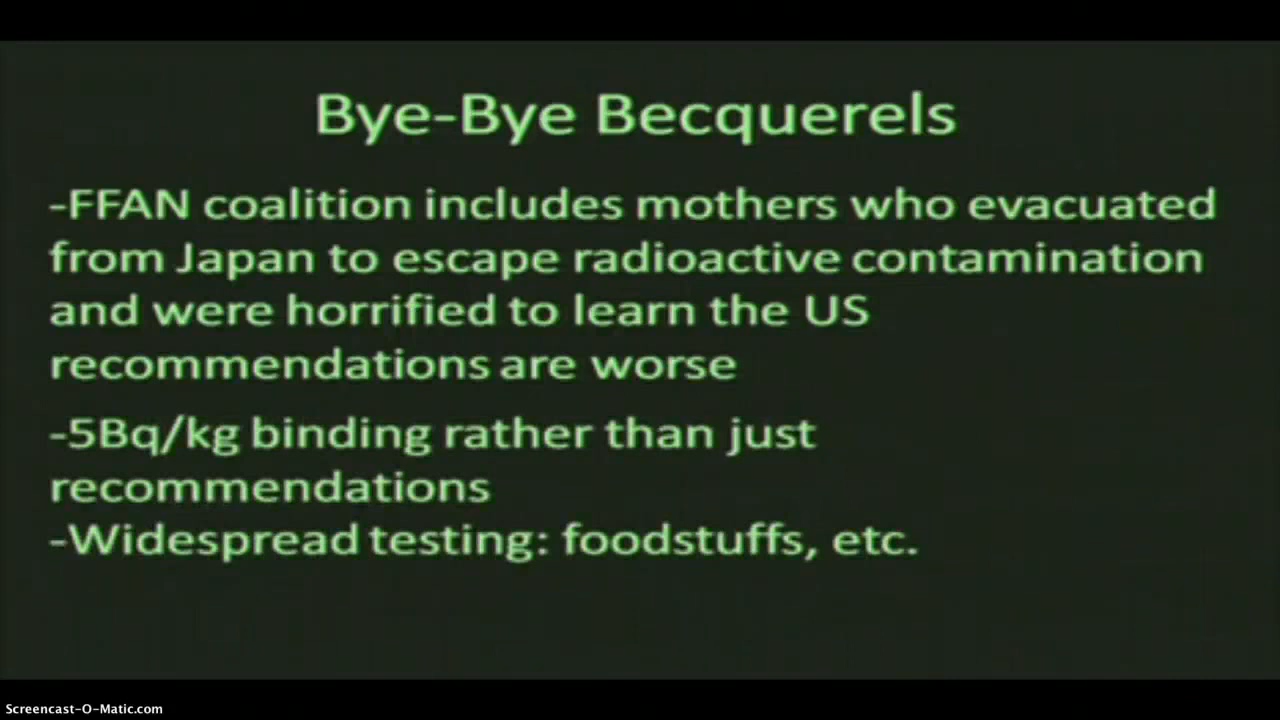 Bye-Bye Becquerels
-FFAN coalition includes mothers who evacuated
from Japan to escape radioactive contamination
and were horrified to learn the US
recommendations are worse
-5Bq/kg binding rather than just
recommendations
-Widespread testing: foodstuffs, etc.
Screencast-O-Matic.com